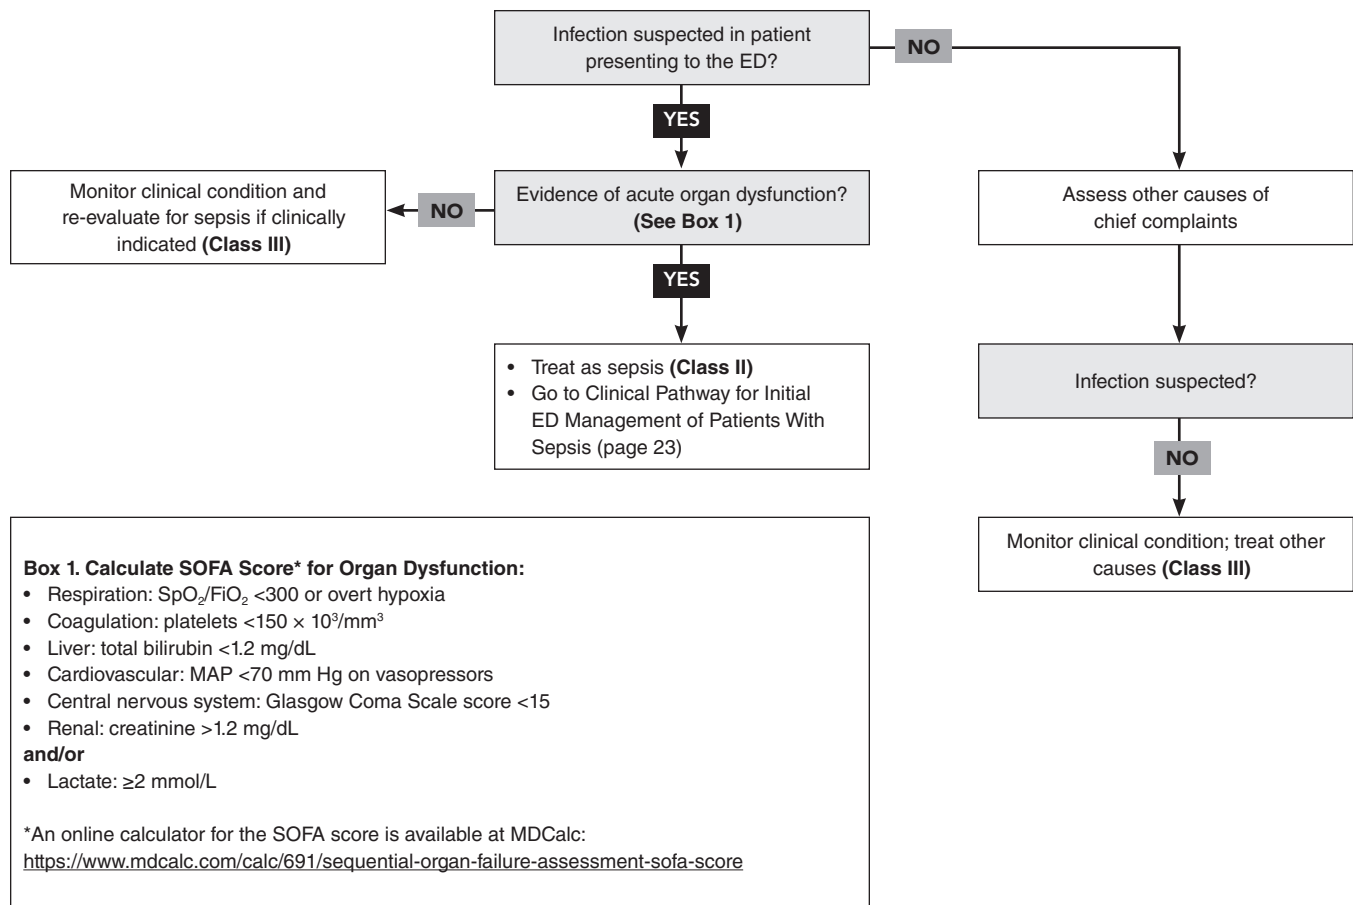 Infection suspected in patient
presenting to the ED?
NO
YES
Monitor clinical condition and
re-evaluate for sepsis if clinically
indicated (Class III)
NO
Evidence of acute organ dysfunction?
(See Box 1)
Assess other causes of
chief complaints
YES
• Treat as sepsis (Class II)
• Go to Clinical Pathway for Initial
ED Management of Patients With
Sepsis (page 23)
Infection suspected?
NO
Monitor clinical condition; treat other
causes (Class III)
Box 1. Calculate SOFA Score* for Organ Dysfunction:
• Respiration: SpO₂/FiO₂ <300 or overt hypoxia
• Coagulation: platelets <150 × 10³/mm³
• Liver: total bilirubin <1.2 mg/dL
• Cardiovascular: MAP <70 mm Hg on vasopressors
• Central nervous system: Glasgow Coma Scale score <15
• Renal: creatinine >1.2 mg/dL
and/or
• Lactate: ≥2 mmol/L
*An online calculator for the SOFA score is available at MDCalc:
https://www.mdcalc.com/calc/691/sequential-organ-failure-assessment-sofa-score